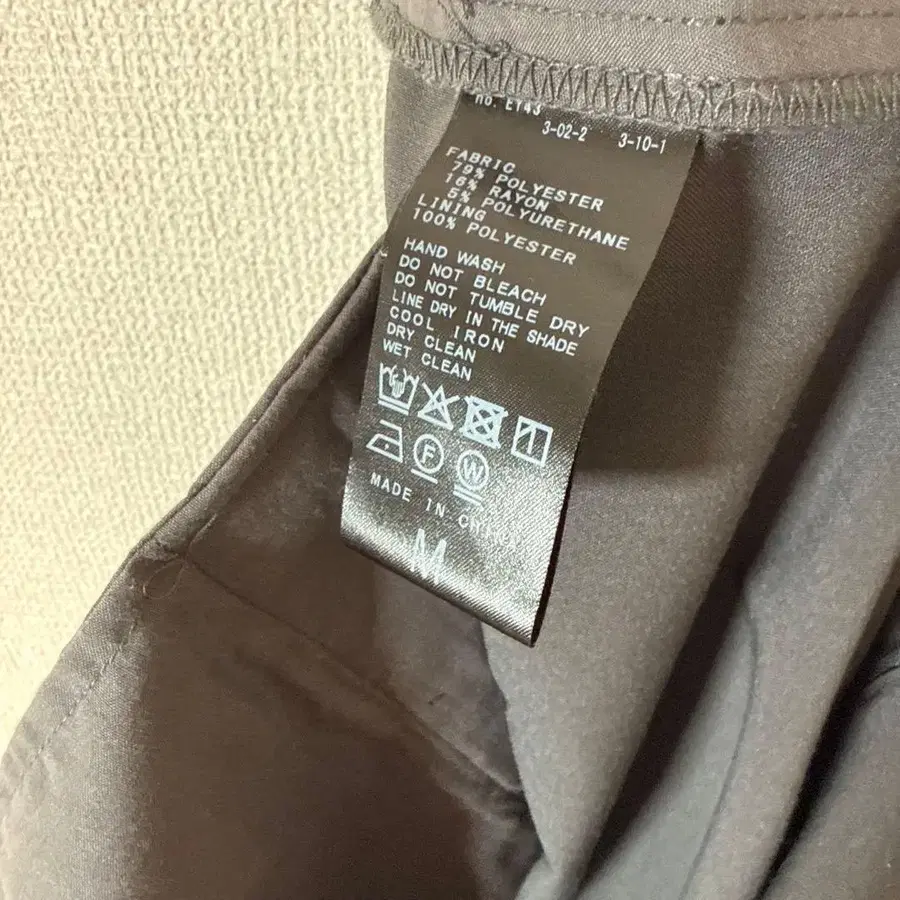 no. EY43
3-02-2 3-10-1
FABRIC
79% POLYESTER
16% RAYON
5% POLYURETHANE
LINING
100% POLYESTER
HAND WASH
DO NOT BLEACH
DO NOT TUMBLE DRY
LINE DRY IN THE SHADE
COOL IRON
DRY CLEAN
WET CLEAN
F W
MADE IN CHINA
M